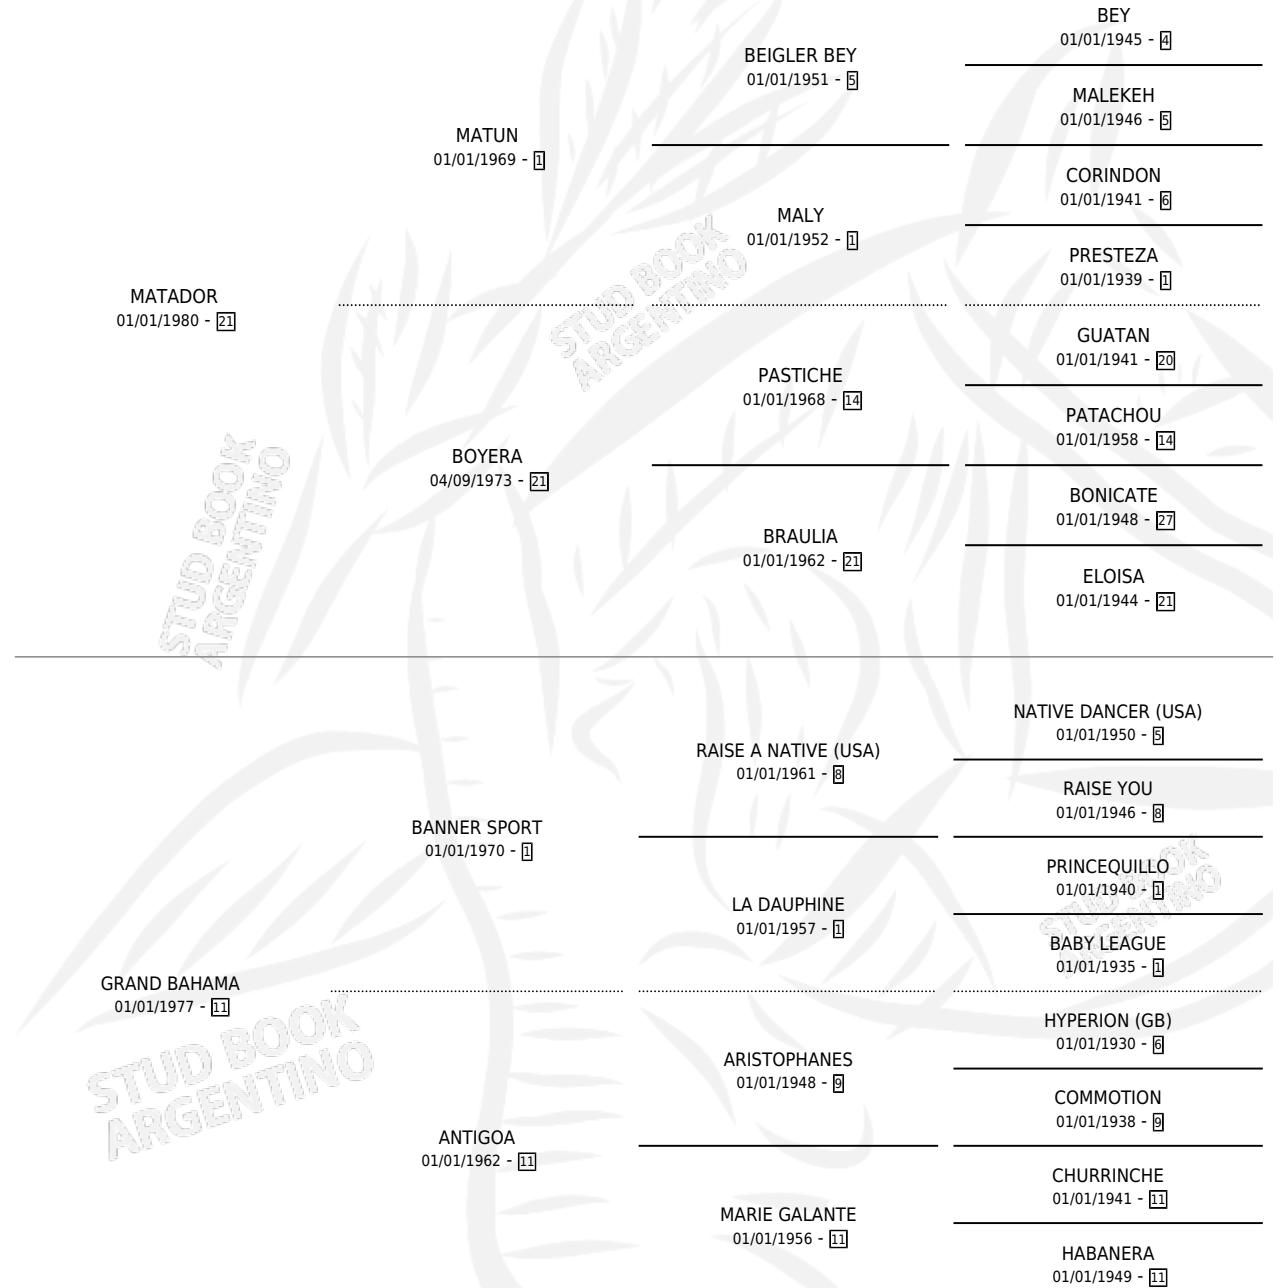 BEY
01/01/1945 - 4
BEIGLER BEY
01/01/1951 - 5
MALEKEH
01/01/1946 - 5
MATUN
01/01/1969 - 1
CORINDON
01/01/1941 - 6
MALY
01/01/1952 - 1
PRESTEZA
01/01/1939 - 1
MATADOR
01/01/1980 - 21
GUATAN
01/01/1941 - 20
PASTICHE
01/01/1968 - 14
PATACHOU
01/01/1958 - 14
BOYERA
04/09/1973 - 21
BONICATE
01/01/1948 - 27
BRAULIA
01/01/1962 - 21
ELOISA
01/01/1944 - 21
NATIVE DANCER (USA)
01/01/1950 - 5
RAISE A NATIVE (USA)
01/01/1961 - 8
RAISE YOU
01/01/1946 - 8
BANNER SPORT
01/01/1970 - 1
PRINCEQUILLO
01/01/1940 - 1
LA DAUPHINE
01/01/1957 - 1
BABY LEAGUE
01/01/1935 - 1
GRAND BAHAMA
01/01/1977 - 11
HYPERION (GB)
01/01/1930 - 6
ARISTOPHANES
01/01/1948 - 9
COMMOTION
01/01/1938 - 9
ANTIGOA
01/01/1962 - 11
CHURRINCHE
01/01/1941 - 11
MARIE GALANTE
01/01/1956 - 11
HABANERA
01/01/1949 - 11
STUD BOOK
ARGENTINO
STUD BOOK
ARGENTINO
STUD BOOK
ARGENTINO
STUD BOOK
ARGENTINO